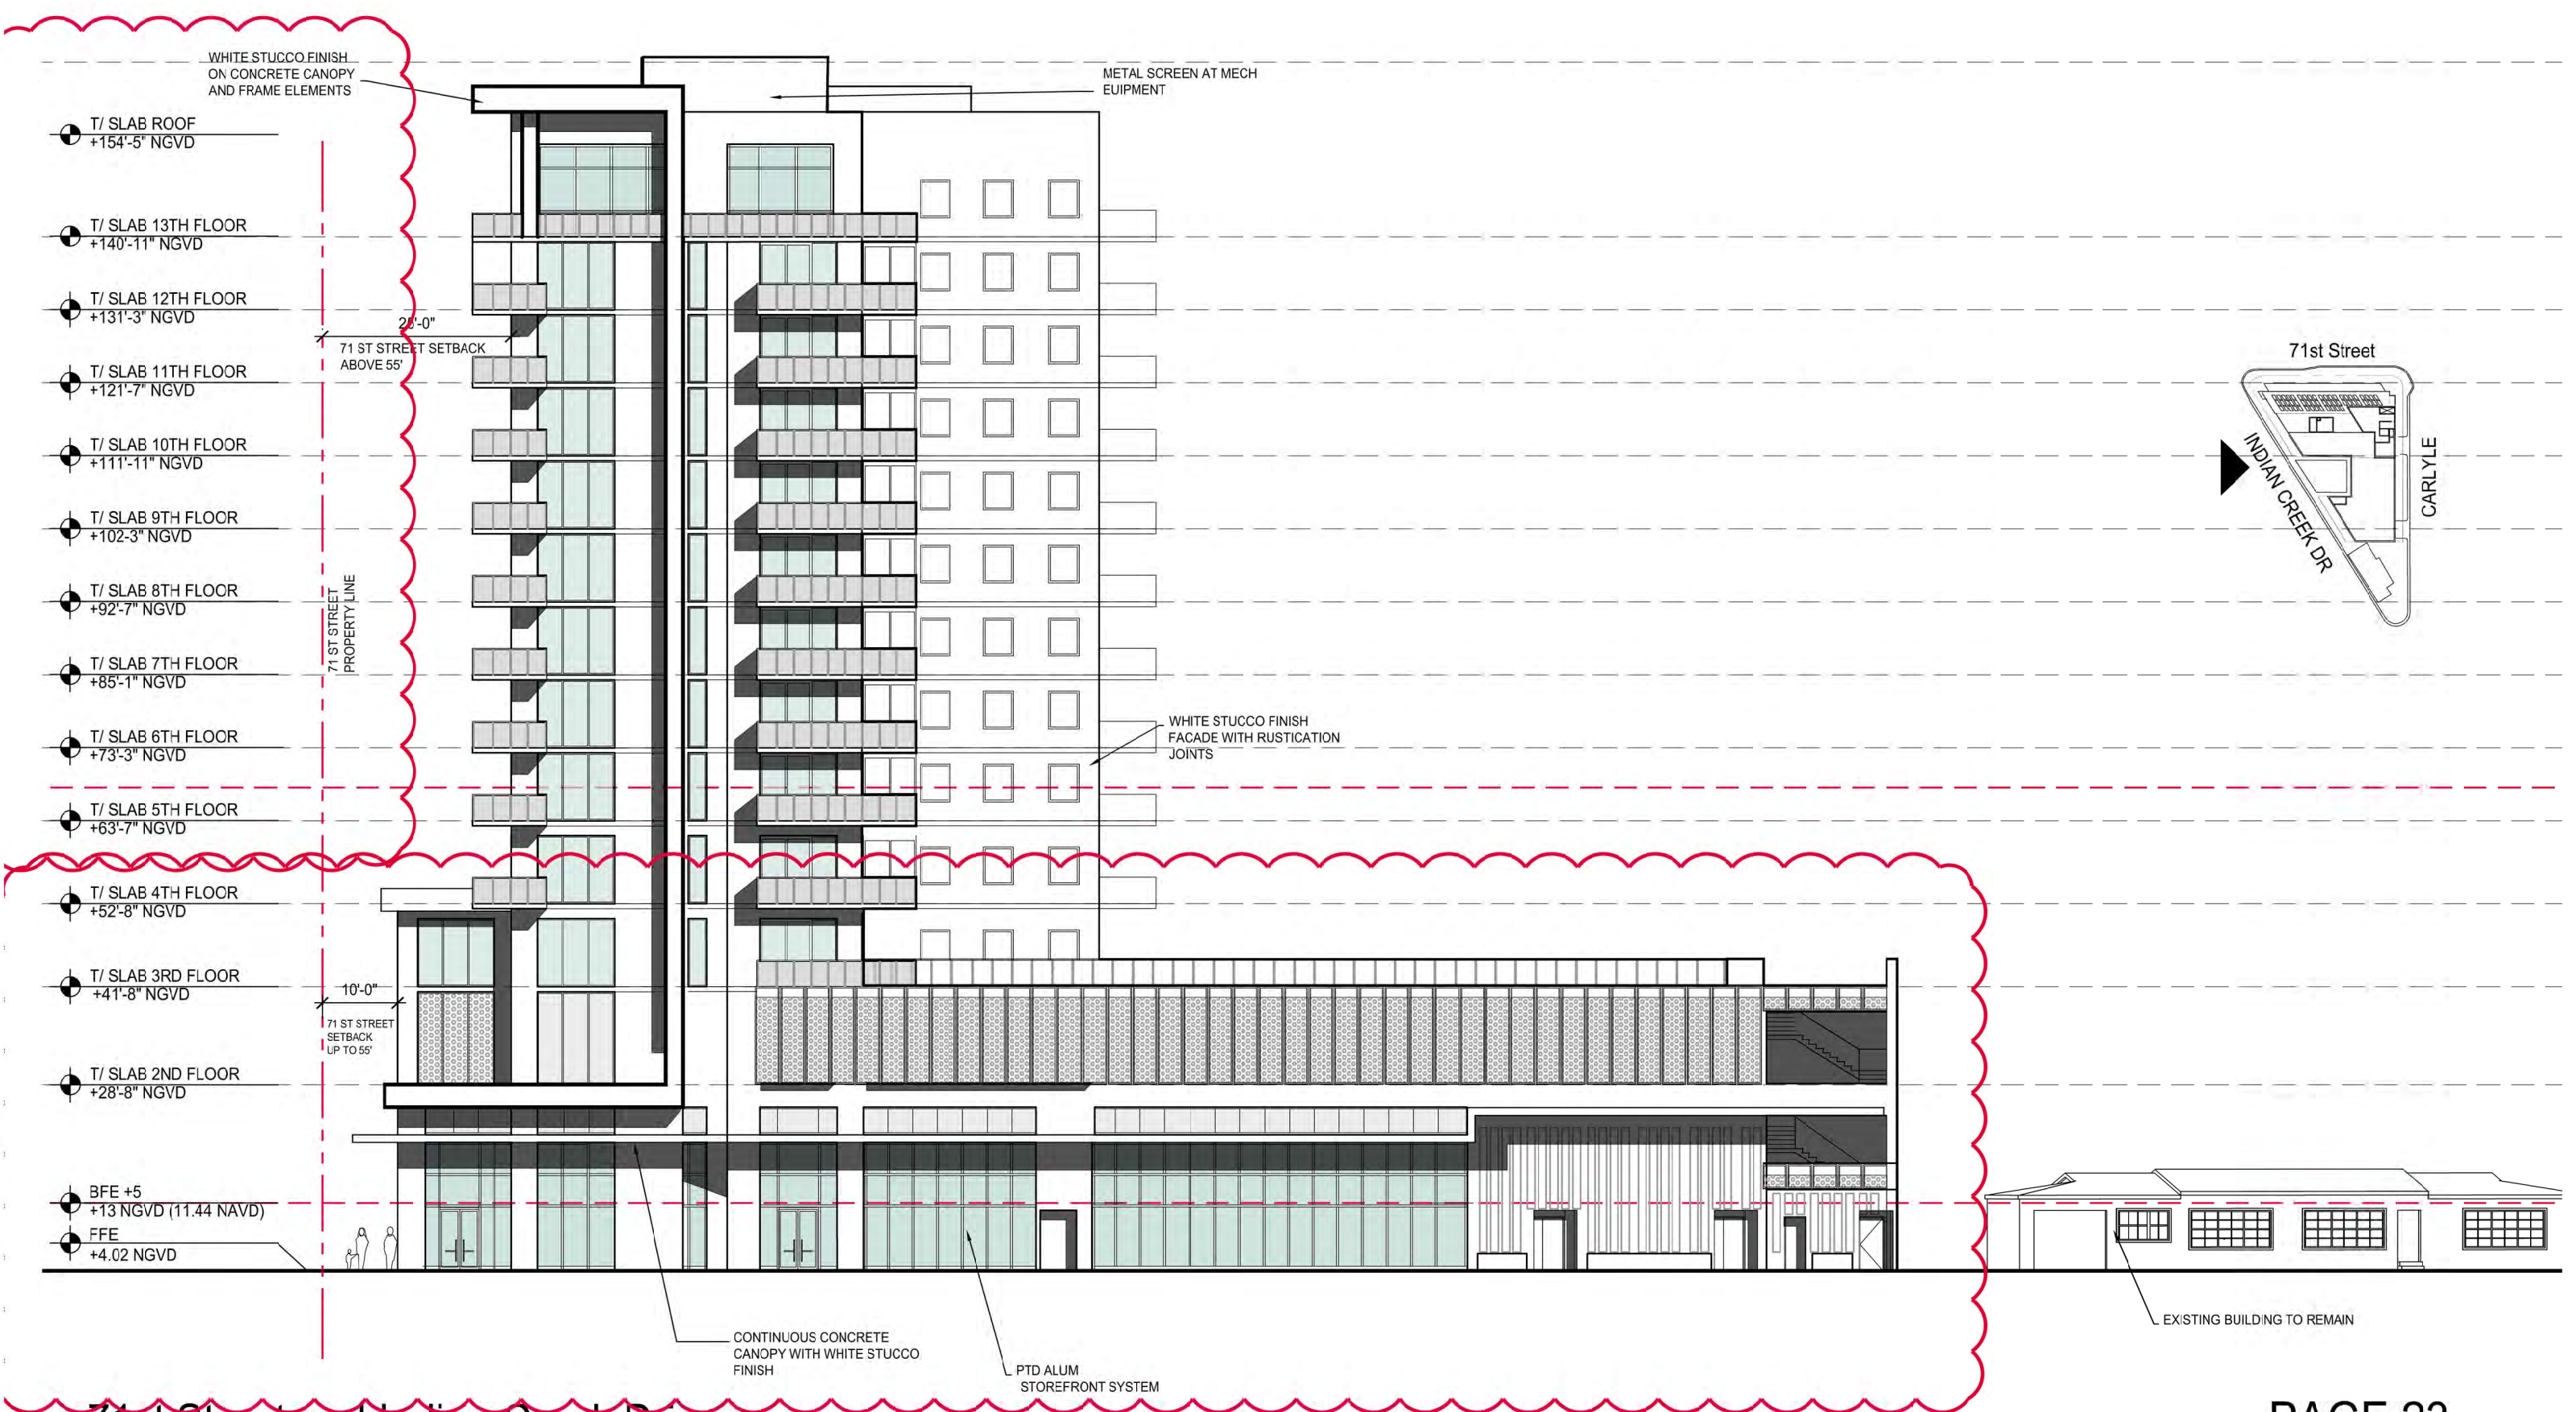 WHITE STUCCO FINISH
ON CONCRETE CANOPY
AND FRAME ELEMENTS
METAL SCREEN AT MECH
EUIPMENT
T/ SLAB ROOF
+154'-5" NGVD
T/ SLAB 13TH FLOOR
+140'-11" NGVD
T/ SLAB 12TH FLOOR
+131'-3" NGVD
71 ST STREET SETBACK
ABOVE 55'
T/ SLAB 11TH FLOOR
+121'-7" NGVD
T/ SLAB 10TH FLOOR
+111'-11" NGVD
T/ SLAB 9TH FLOOR
+102-3" NGVD
T/ SLAB 8TH FLOOR
+92'-7" NGVD
71 ST STREET
PROPERTY LINE
T/ SLAB 7TH FLOOR
+85'-1" NGVD
T/ SLAB 6TH FLOOR
+73'-3" NGVD
WHITE STUCCO FINISH
FACADE WITH RUSTICATION
JOINTS
T/ SLAB 5TH FLOOR
+63'-7" NGVD
T/ SLAB 4TH FLOOR
+52'-8" NGVD
T/ SLAB 3RD FLOOR
+41'-8" NGVD
10'-0"
71 ST STREET
SETBACK
UP TO 55'
T/ SLAB 2ND FLOOR
+28'-8" NGVD
BFE +5
+13 NGVD (11.44 NAVD)
FFE
+4.02 NGVD
71st Street
INDIAN CREEK DR
CARLYLE
CONTINUOUS CONCRETE
CANOPY WITH WHITE STUCCO
FINISH
PTD ALUM
STOREFRONT SYSTEM
EXISTING BUILDING TO REMAIN
PAGE 23